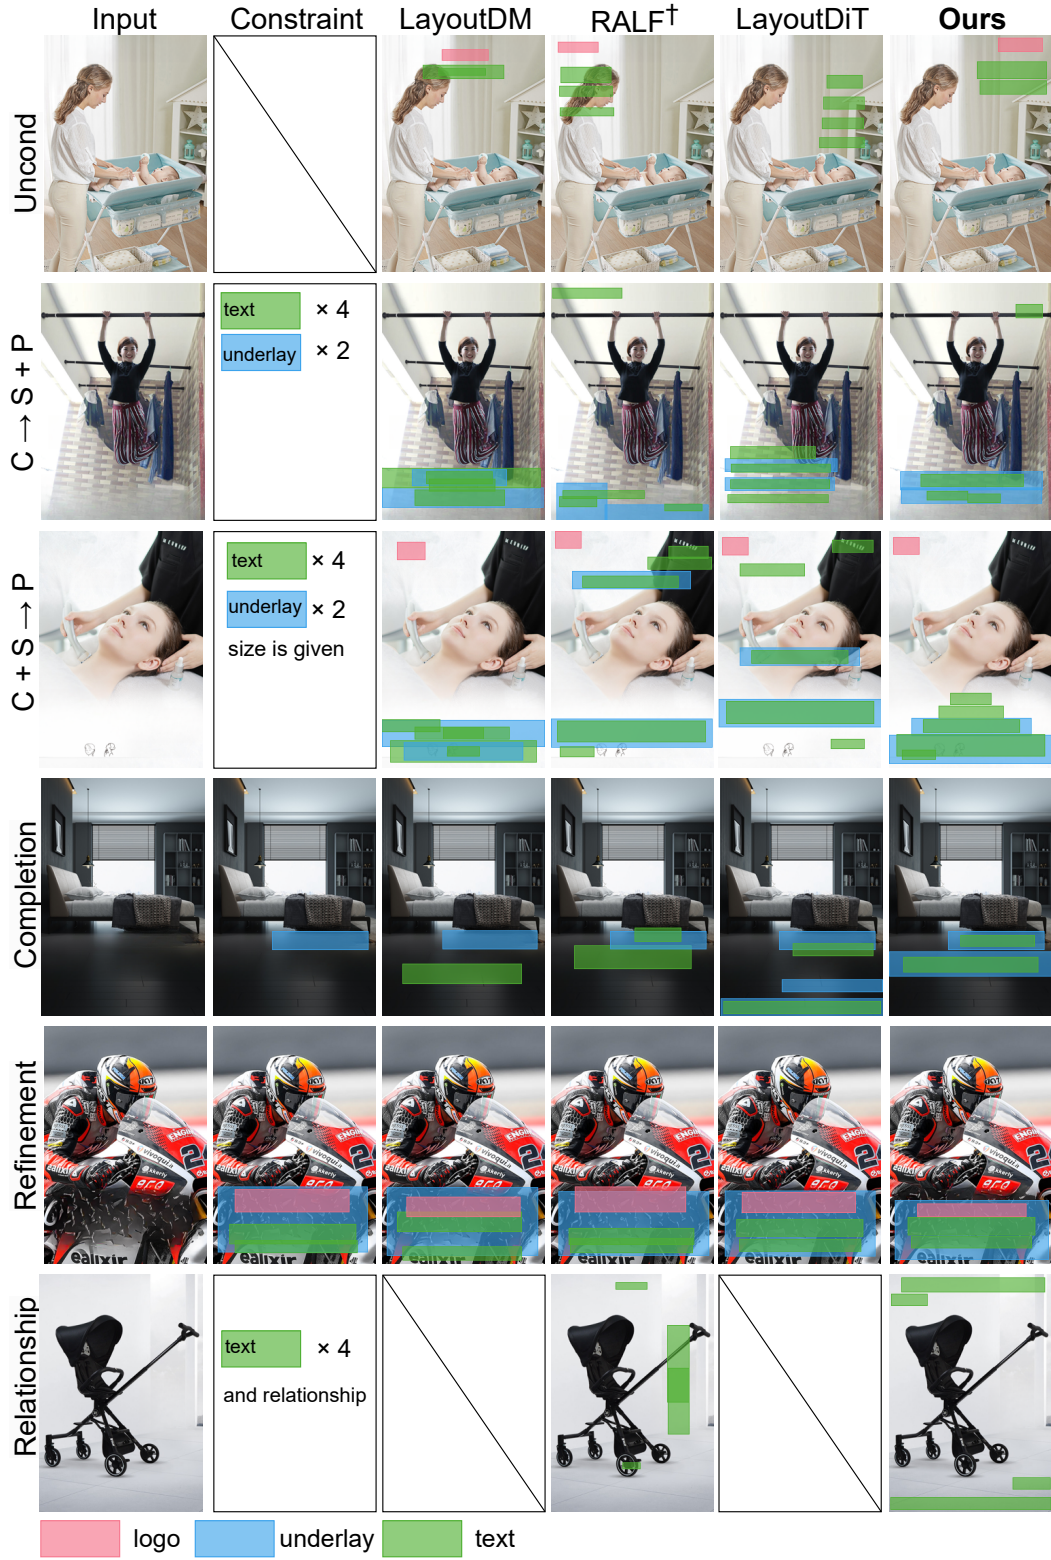 Input Constraint LayoutDM RALF† LayoutDiT Ours
Uncond
C → S + P
text × 4
underlay × 2
C + S → P
text × 4
underlay × 2
size is given
Completion
Refinement
ealixir
Relationship
text × 4
and relationship
logo underlay text